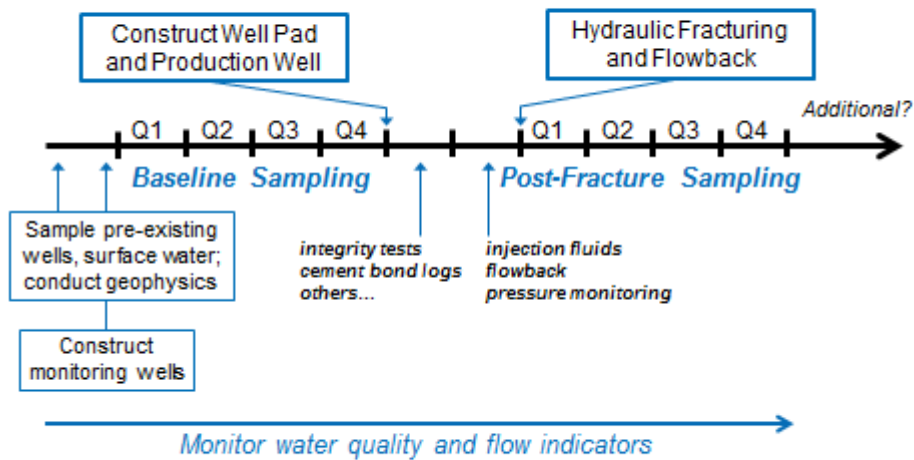 Construct Well Pad
and Production Well
Hydraulic Fracturing
and Flowback
Additional?
Q1 Q2 Q3 Q4 Q1 Q2 Q3 Q4
Baseline Sampling
Post-Fracture Sampling
Sample pre-existing
wells, surface water;
conduct geophysics
integrity tests
cement bond logs
others...
injection fluids
flowback
pressure monitoring
Construct
monitoring wells
Monitor water quality and flow indicators